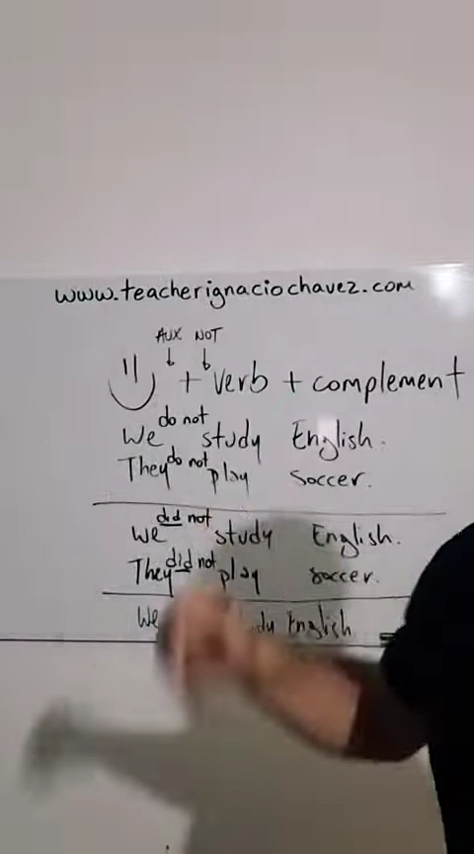 www.teacherignaciochavez.com
AUX NOT
+ verb + complement
We do not study English.
They do not play soccer.
We did not study English.
They did not play soccer.
We English